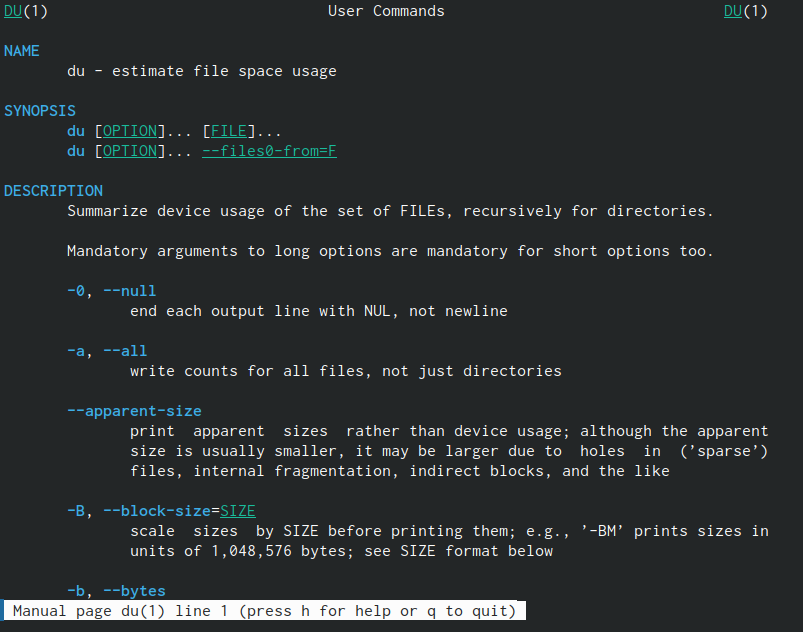 DU(1) User Commands DU(1)
NAME
du - estimate file space usage
SYNOPSIS
du [OPTION]... [FILE]...
du [OPTION]... --files0-from=F
DESCRIPTION
Summarize device usage of the set of FILEs, recursively for directories.
Mandatory arguments to long options are mandatory for short options too.
-0, --null
end each output line with NUL, not newline
-a, --all
write counts for all files, not just directories
--apparent-size
print apparent sizes rather than device usage; although the apparent
size is usually smaller, it may be larger due to holes in (’sparse’)
files, internal fragmentation, indirect blocks, and the like
-B, --block-size=SIZE
scale sizes by SIZE before printing them; e.g., ’-BM’ prints sizes in
units of 1,048,576 bytes; see SIZE format below
-b, --bytes
Manual page du(1) line 1 (press h for help or q to quit)